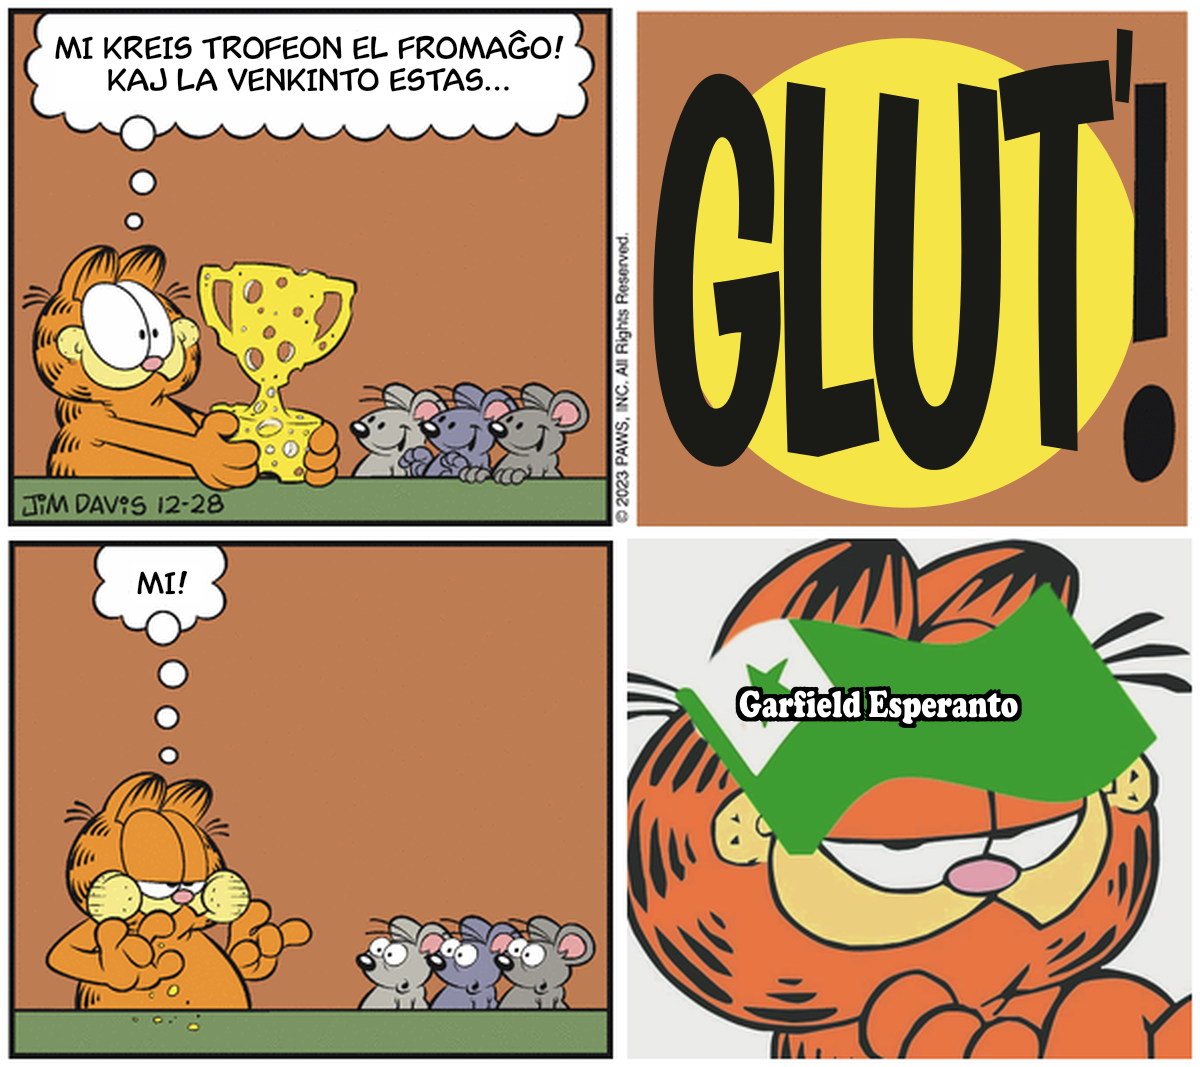 MI KREIS TROFEON EL FROMAĜO!
KAJ LA VENKINTO ESTAS...
JIM DAVIS 12-28
© 2023 PAWS, INC. All Rights Reserved.
GLUT'!
MI!
Garfield Esperanto